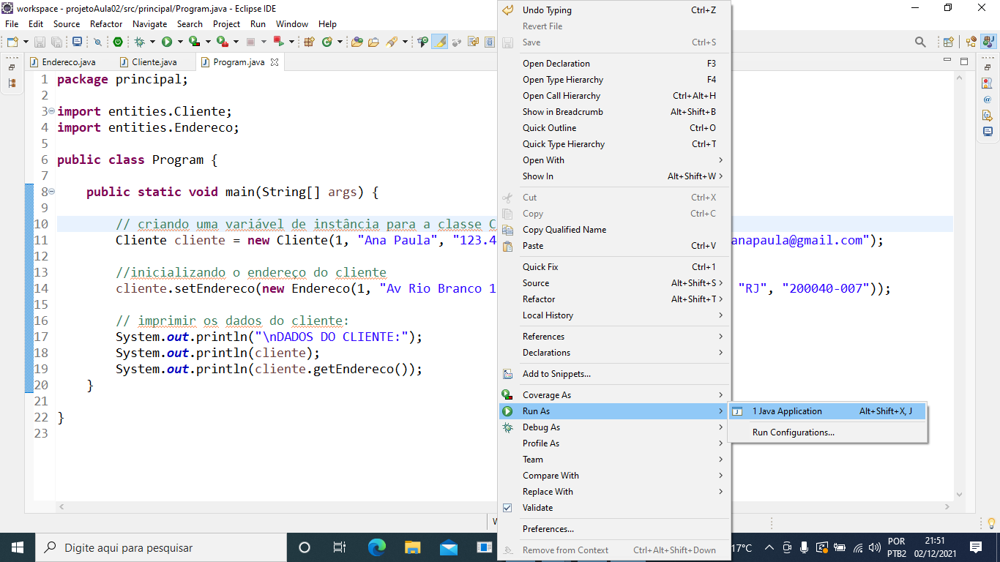 workspace - projetoAula02/src/principal/Program.java - Eclipse IDE
File Edit Source Refactor Navigate Search Project Run Window Help
Endereco.java Cliente.java Program.java
1 package principal;
2
3 import entities.Cliente;
4 import entities.Endereco;
5
6 public class Program {
7
8 public static void main(String[] args) {
9
10 // criando uma variável de instância para a classe C
11 Cliente cliente = new Cliente(1, "Ana Paula", "123.4 anapaula@gmail.com");
12
13 //inicializando o endereço do cliente
14 cliente.setEndereco(new Endereco(1, "Av Rio Branco 1 "RJ", "200040-007"));
15
16 // imprimir os dados do cliente:
17 System.out.println("\nDADOS DO CLIENTE:");
18 System.out.println(cliente);
19 System.out.println(cliente.getEndereco());
20 }
21
22 }
23
Undo Typing Ctrl+Z
Revert File
Save Ctrl+S
Open Declaration F3
Open Type Hierarchy F4
Open Call Hierarchy Ctrl+Alt+H
Show in Breadcrumb Alt+Shift+B
Quick Outline Ctrl+O
Quick Type Hierarchy Ctrl+T
Open With
Show In Alt+Shift+W
Cut Ctrl+X
Copy Ctrl+C
Copy Qualified Name
Paste Ctrl+V
Quick Fix Ctrl+1
Source Alt+Shift+S
Refactor Alt+Shift+T
Local History
References
Declarations
Add to Snippets...
Coverage As
Run As
Debug As
Profile As
Team
Compare With
Replace With
Validate
Preferences...
Remove from Context Ctrl+Alt+Shift+Down
1 Java Application Alt+Shift+X, J
Run Configurations...
Digite aqui para pesquisar
17°C
POR
PTB2
21:51
02/12/2021